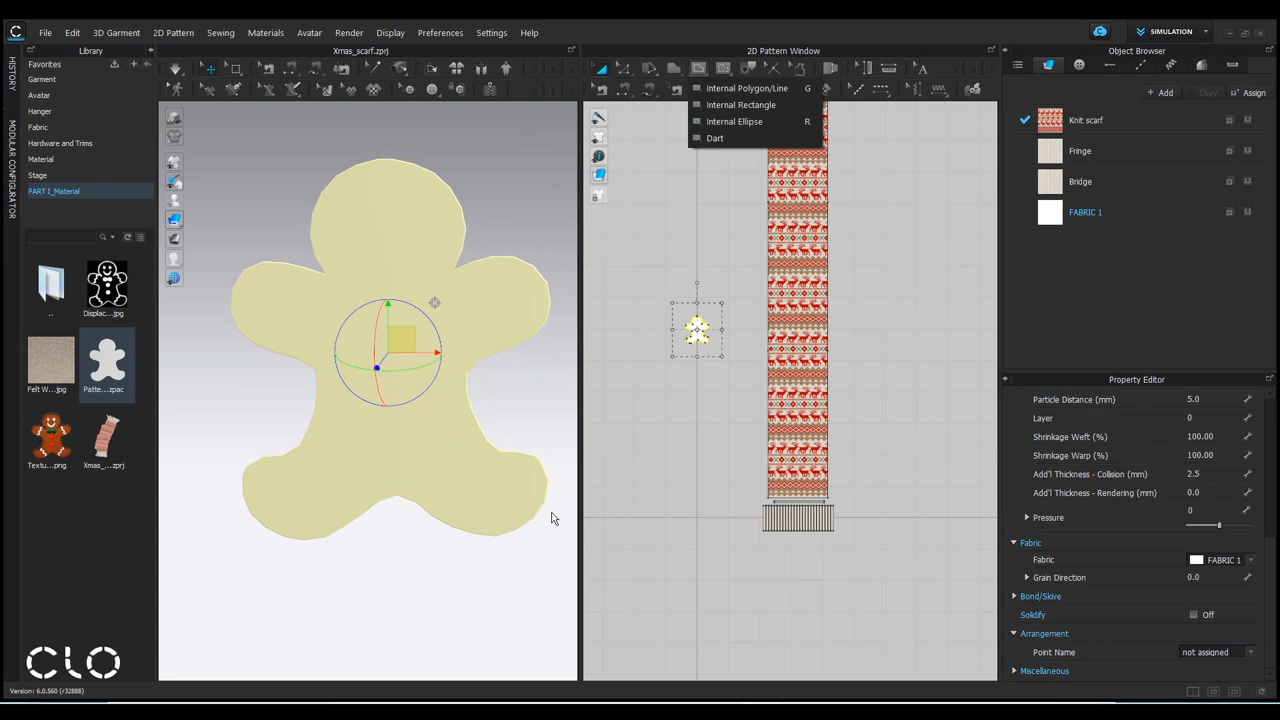 File Edit 3D Garment 2D Pattern Sewing Materials Avatar Render Display Preferences Settings Help SIMULATION
Library Xmas_scarf.zprj 2D Pattern Window Object Browser
HISTORY
MODULAR CONFIGURATOR
Favorites
Garment
Avatar
Hanger
Fabric
Hardware and Trims
Material
Stage
PART I_Material
..
Displac...jpg
Felt W...jpg
Patte...zpac
Textu...png
Xmas_...zprj
Internal Polygon/Line G
Internal Rectangle
Internal Ellipse R
Dart
Add Copy Assign
Knit scarf
Fringe
Bridge
FABRIC 1
Property Editor
Particle Distance (mm) 5.0
Layer 0
Shrinkage Weft (%) 100.00
Shrinkage Warp (%) 100.00
Add'l Thickness - Collision (mm) 2.5
Add'l Thickness - Rendering (mm) 0.0
Pressure 0
Fabric
Fabric FABRIC 1
Grain Direction 0.0
Bond/Skive
Solidify Off
Arrangement
Point Name not assigned
Miscellaneous
CLO
Version: 6.0.560 (r32888)
3D 2D